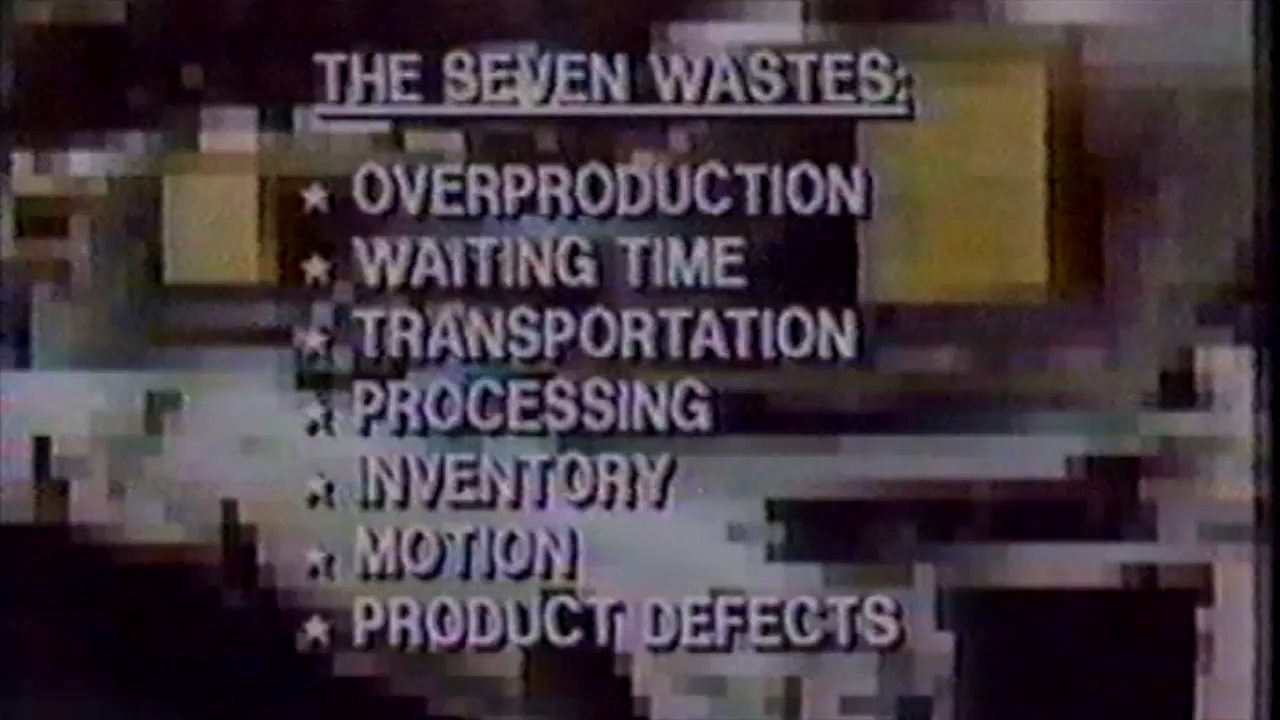 THE SEVEN WASTES:
★ OVERPRODUCTION
★ WAITING TIME
★ TRANSPORTATION
★ PROCESSING
★ INVENTORY
★ MOTION
★ PRODUCT DEFECTS